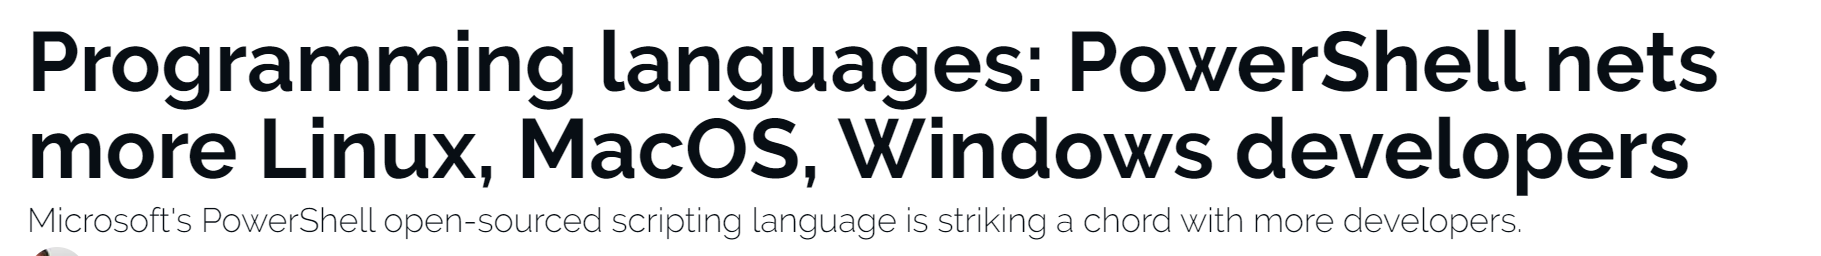 Programming languages: PowerShell nets
more Linux, MacOS, Windows developers
Microsoft's PowerShell open-sourced scripting language is striking a chord with more developers.